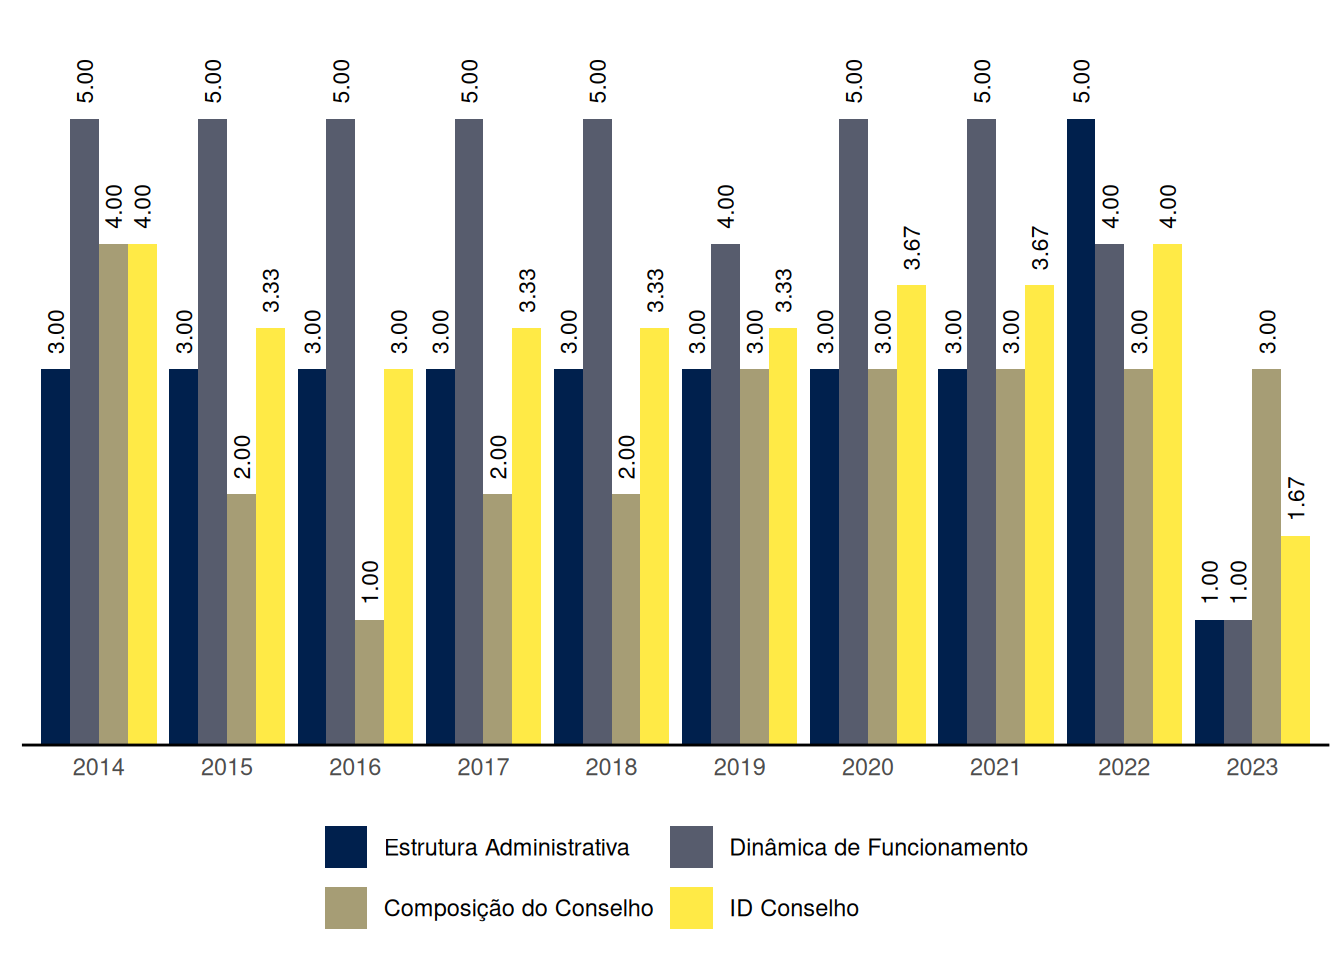 3.00 5.00 4.00 4.00
3.00 5.00 2.00 3.33
3.00 5.00 1.00 3.00
3.00 5.00 2.00 3.33
3.00 5.00 2.00 3.33
3.00 4.00 3.00 3.33
3.00 5.00 3.00 3.67
3.00 5.00 3.00 3.67
5.00 4.00 3.00 4.00
1.00 1.00 3.00 1.67
2014 2015 2016 2017 2018 2019 2020 2021 2022 2023
Estrutura Administrativa Dinâmica de Funcionamento
Composição do Conselho ID Conselho